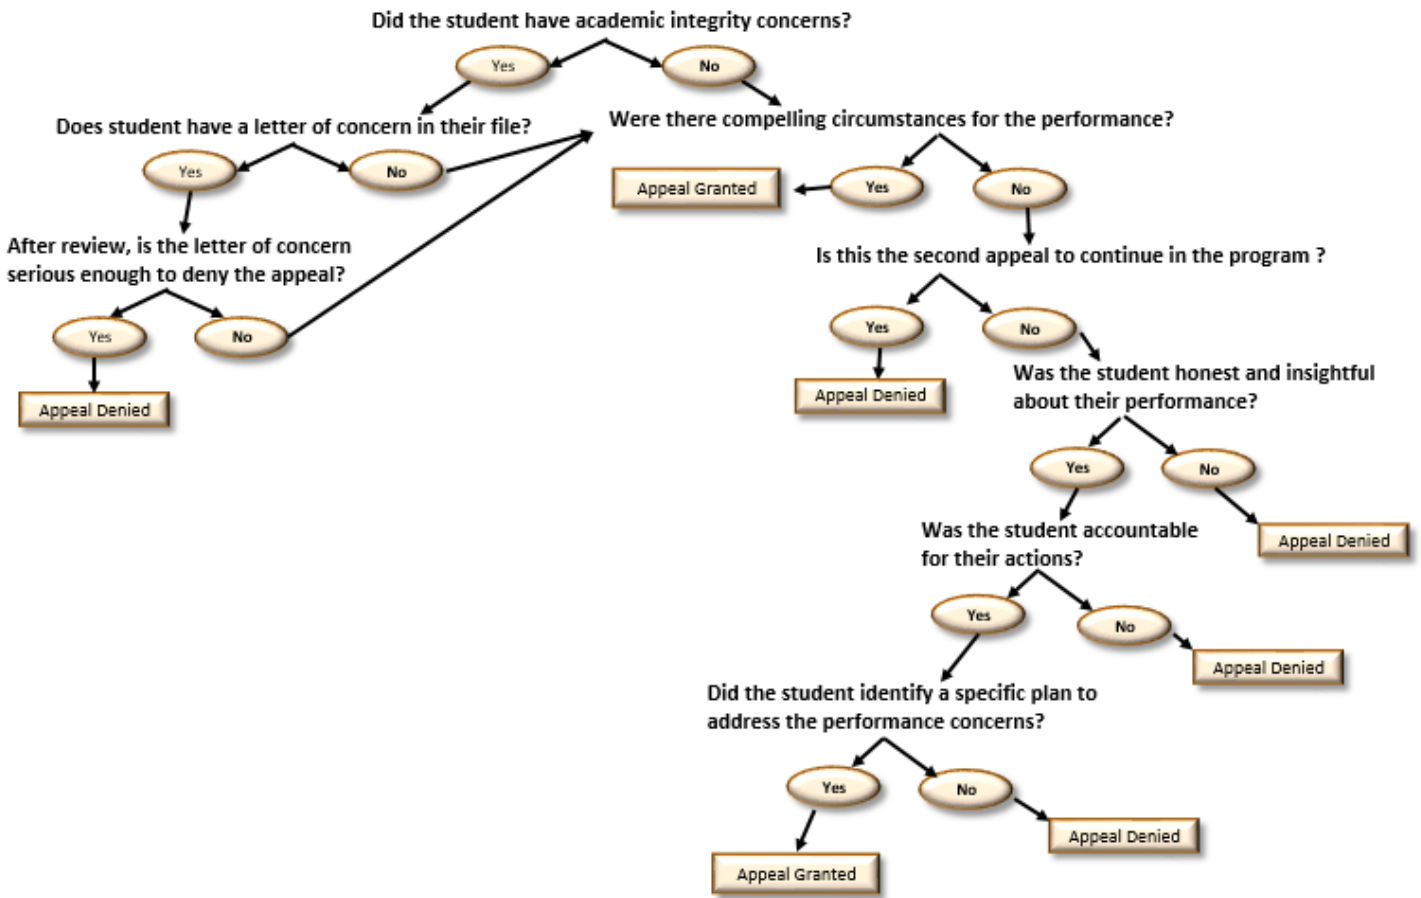 Did the student have academic integrity concerns?
Yes
No
Does student have a letter of concern in their file?
Were there compelling circumstances for the performance?
Yes
No
Appeal Granted
Yes
No
After review, is the letter of concern
serious enough to deny the appeal?
Is this the second appeal to continue in the program ?
Yes
No
Yes
No
Appeal Denied
Appeal Denied
Was the student honest and insightful
about their performance?
Yes
No
Was the student accountable
for their actions?
Appeal Denied
Yes
No
Appeal Denied
Did the student identify a specific plan to
address the performance concerns?
Yes
No
Appeal Denied
Appeal Granted